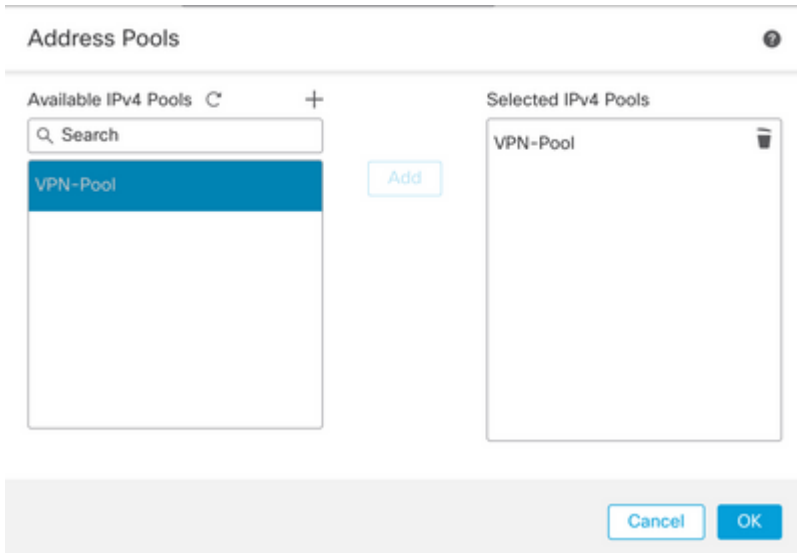 Address Pools
Available IPv4 Pools
Selected IPv4 Pools
Search
VPN-Pool
Add
VPN-Pool
Cancel
OK